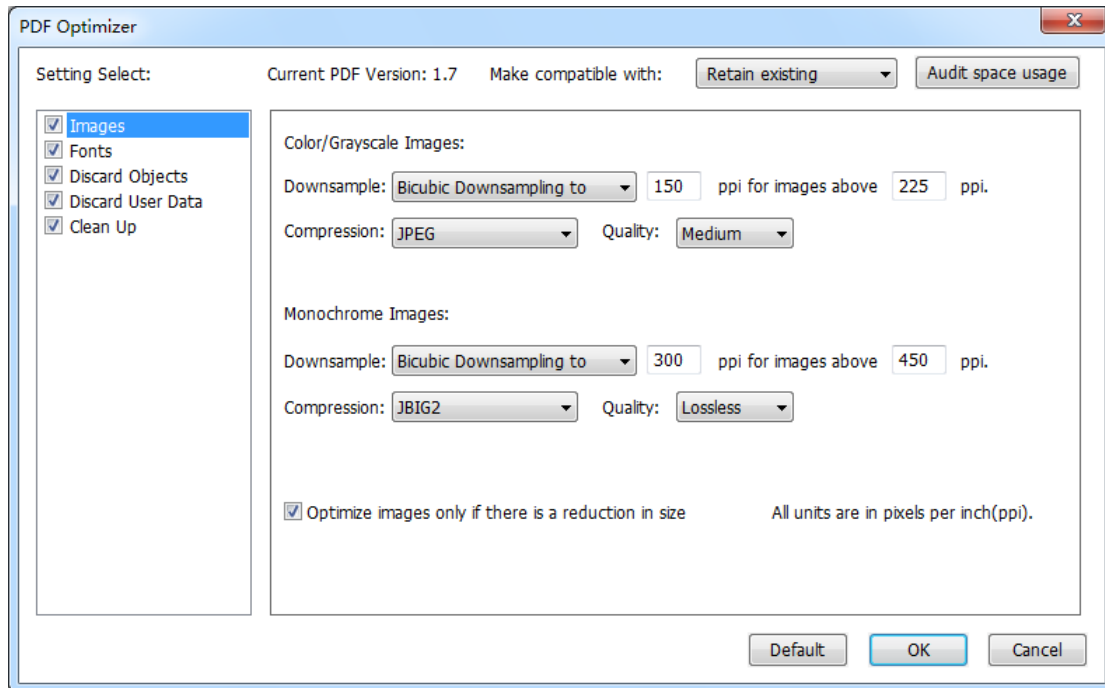 PDF Optimizer
Setting Select: Current PDF Version: 1.7 Make compatible with: Retain existing Audit space usage
Images
Fonts
Discard Objects
Discard User Data
Clean Up
Color/Grayscale Images:
Downsample: Bicubic Downsampling to 150 ppi for images above 225 ppi.
Compression: JPEG Quality: Medium
Monochrome Images:
Downsample: Bicubic Downsampling to 300 ppi for images above 450 ppi.
Compression: JBIG2 Quality: Lossless
Optimize images only if there is a reduction in size All units are in pixels per inch(ppi).
Default OK Cancel